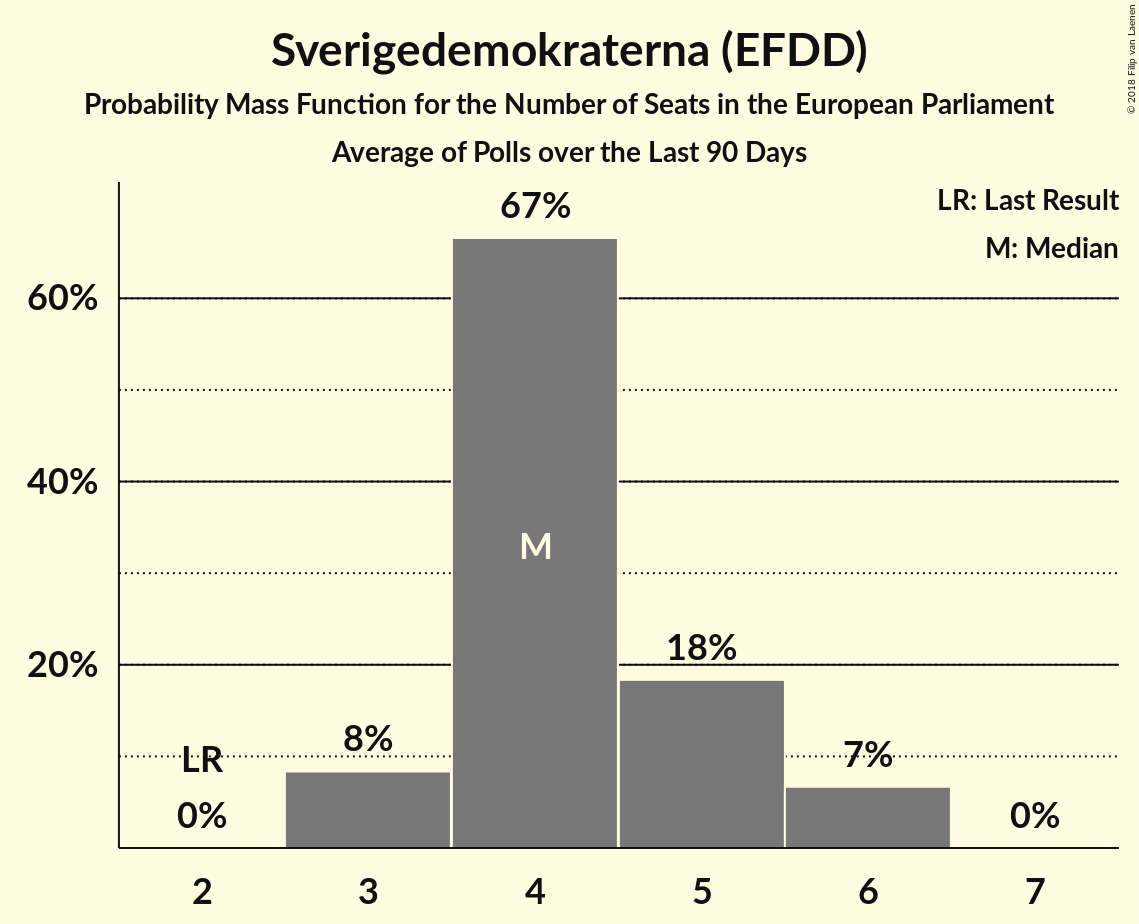 Sverigedemokraterna (EFDD)
Probability Mass Function for the Number of Seats in the European Parliament
Average of Polls over the Last 90 Days
© 2018 Filip van Laenen
LR: Last Result
M: Median
67%
60%
40%
M
18%
20%
8%
LR
7%
0%
0%
2 3 4 5 6 7